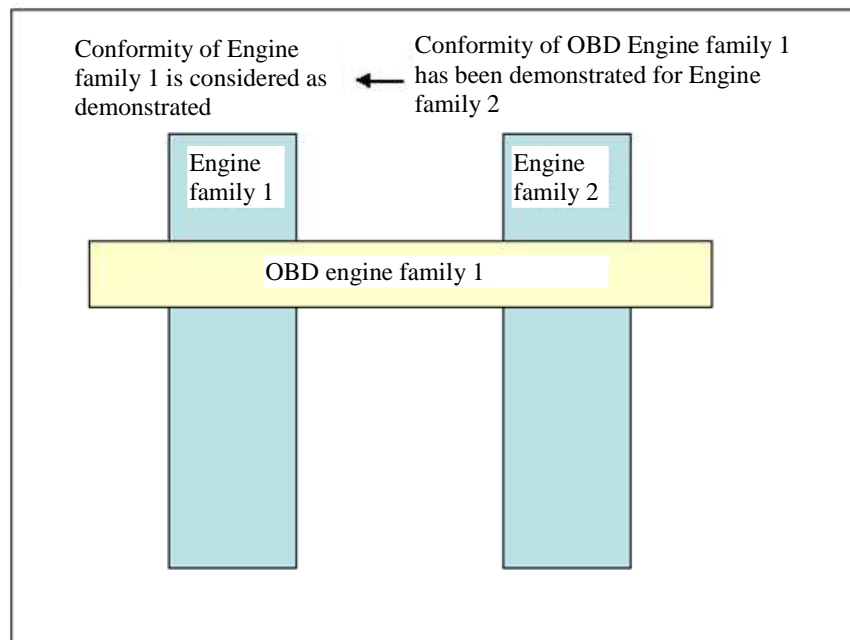 Conformity of Engine
family 1 is considered as
demonstrated
Conformity of OBD Engine family 1
has been demonstrated for Engine
family 2
Engine
family 1
Engine
family 2
OBD engine family 1